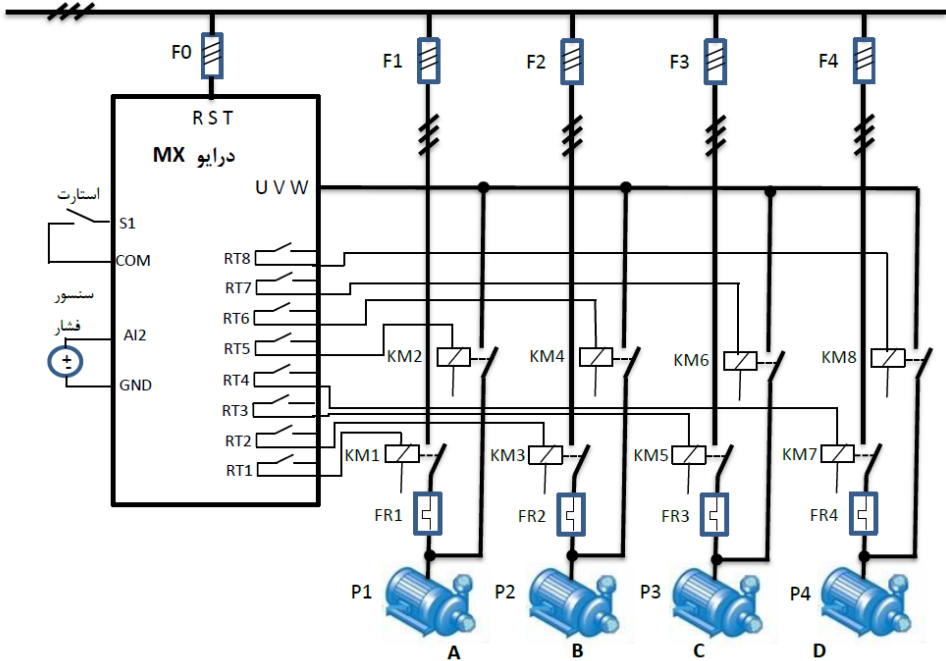 F0
F1
F2
F3
F4
R S T
درایو MX
U V W
استارت
S1
COM
سنسور
فشار
AI2
GND
+
-
RT8
RT7
RT6
RT5
RT4
RT3
RT2
RT1
KM2
KM4
KM6
KM8
KM1
KM3
KM5
KM7
FR1
FR2
FR3
FR4
P1
P2
P3
P4
A
B
C
D